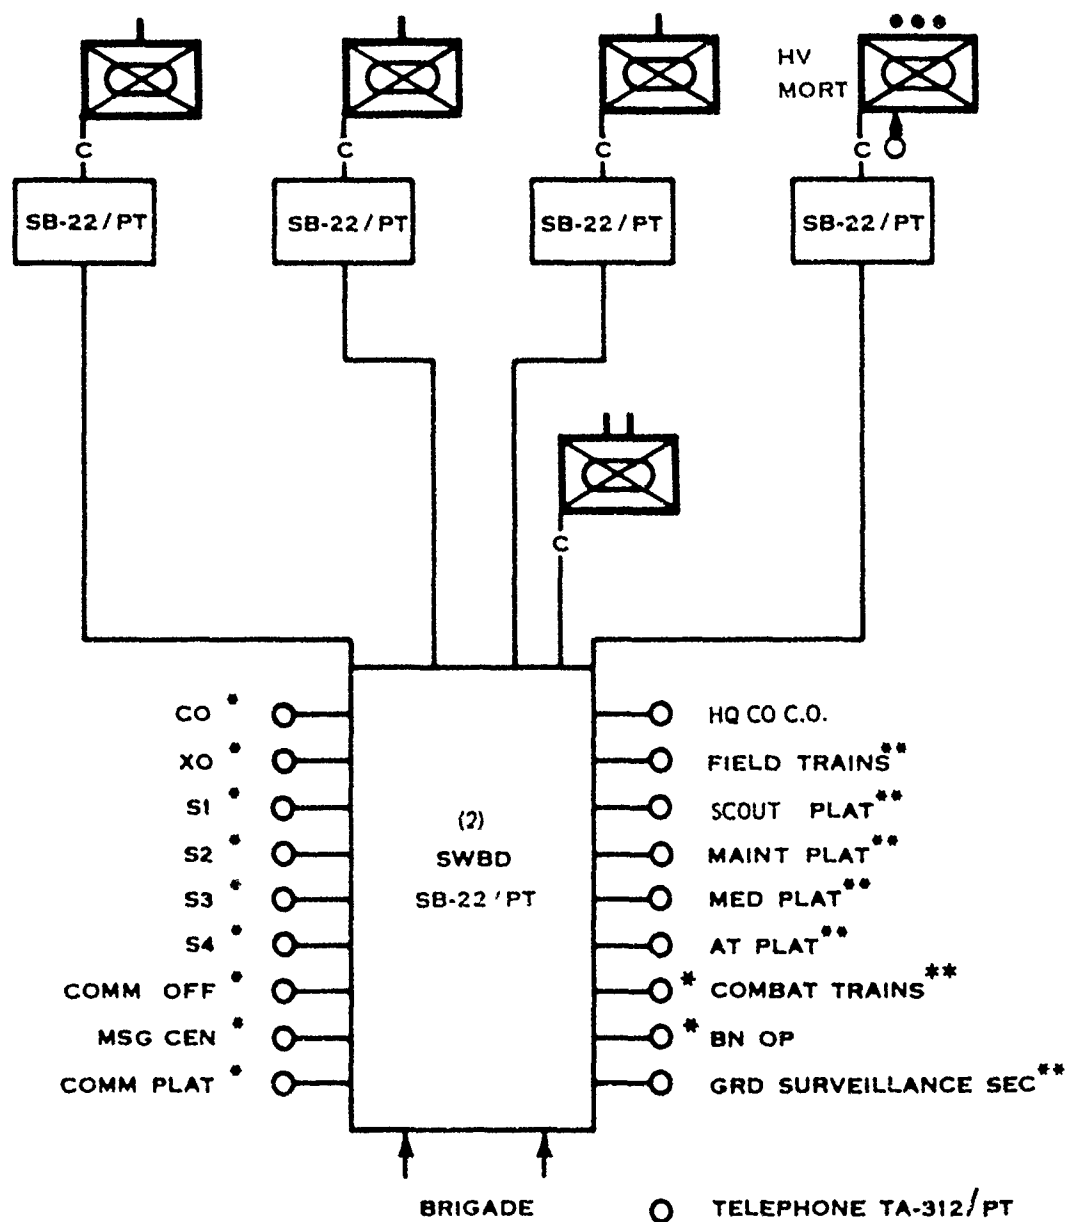 HV
MORT
C
C
C
C
SB-22/PT
SB-22/PT
SB-22/PT
SB-22/PT
C
CO *
HQ CO C.O.
XO *
FIELD TRAINS**
S1 *
SCOUT PLAT**
S2 *
MAINT PLAT**
S3 *
MED PLAT**
S4 *
AT PLAT**
COMM OFF *
* COMBAT TRAINS**
MSG CEN *
* BN OP
COMM PLAT *
GRD SURVEILLANCE SEC**
(2)
SWBD
SB-22/PT
BRIGADE
TELEPHONE TA-312/PT